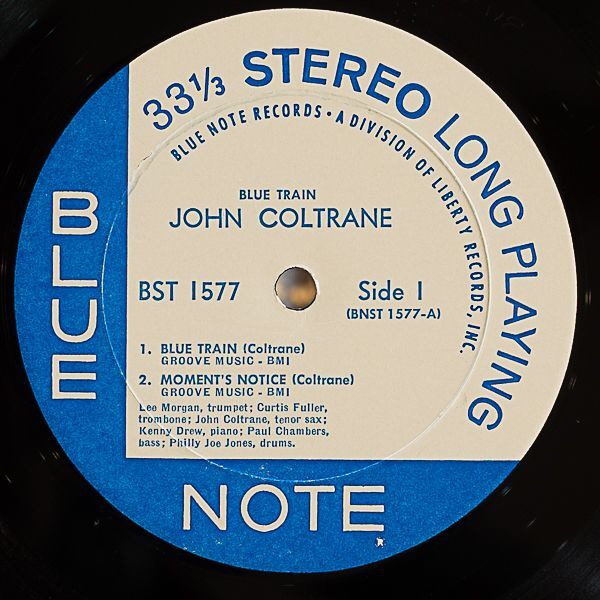 33⅓ STEREO LONG PLAYING
BLUE NOTE RECORDS • A DIVISION OF LIBERTY RECORDS, INC.
BLUE TRAIN
JOHN COLTRANE
BST 1577
Side 1
(BNST 1577-A)
1. BLUE TRAIN (Coltrane)
GROOVE MUSIC - BMI
2. MOMENT'S NOTICE (Coltrane)
GROOVE MUSIC - BMI
Lee Morgan, trumpet; Curtis Fuller,
trombone; John Coltrane, tenor sax;
Kenny Drew, piano; Paul Chambers,
bass; Philly Joe Jones, drums.
BLUE
NOTE